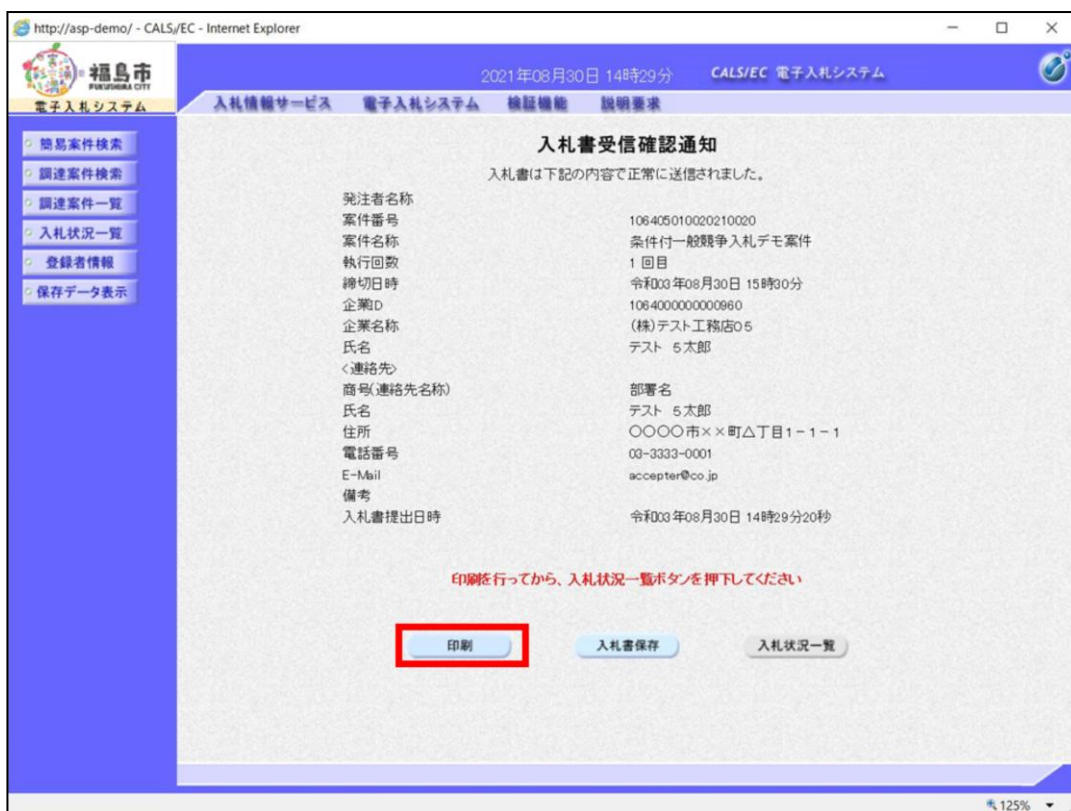 http://asp-demo/ - CALS/EC - Internet Explorer
福島市
FUKUSHIMA CITY
電子入札システム
2021年08月30日 14時29分
CALS/EC 電子入札システム
入札情報サービス 電子入札システム 検証機能 説明要求
簡易案件検索
調達案件検索
調達案件一覧
入札状況一覧
登録者情報
保存データ表示
入札書受信確認通知
入札書は下記の内容で正常に送信されました。
発注者名称
案件番号 106405010020210020
案件名称 条件付一般競争入札デモ案件
執行回数 1回目
締切日時 令和03年08月30日 15時30分
企業ID 1064000000000960
企業名称 (株)テスト工務店05
氏名 テスト 5太郎
<連絡先>
商号(連絡先名称) 部署名
氏名 テスト 5太郎
住所 〇〇〇〇市××町△丁目1-1-1
電話番号 03-3333-0001
E-Mail accepter@co.jp
備考
入札書提出日時 令和03年08月30日 14時29分20秒
印刷を行ってから、入札状況一覧ボタンを押下してください
印刷 入札書保存 入札状況一覧
125%